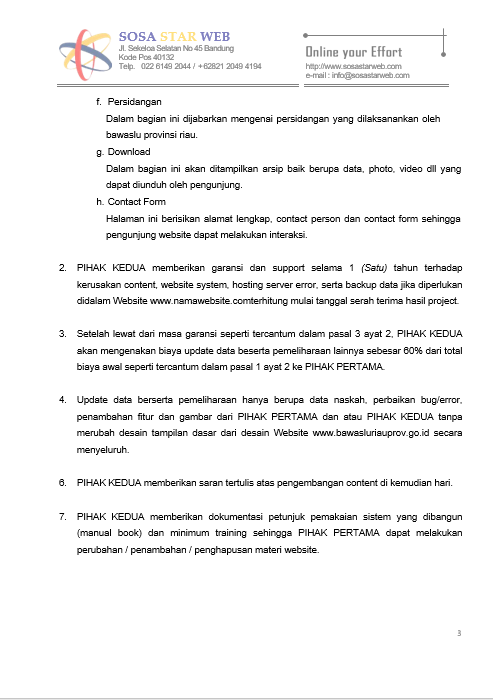 SOSA STAR WEB
Jl. Sekeloa Selatan No 45 Bandung
Kode Pos 40132
Telp. 022 6149 2044 / +62821 2049 4194
Online your Effort
http://www.sosastarweb.com
e-mail : info@sosastarweb.com
f. Persidangan
Dalam bagian ini dijabarkan mengenai persidangan yang dilaksanankan oleh
bawaslu provinsi riau.
g. Download
Dalam bagian ini akan ditampilkan arsip baik berupa data, photo, video dll yang
dapat diunduh oleh pengunjung.
h. Contact Form
Halaman ini berisikan alamat lengkap, contact person dan contact form sehingga
pengunjung website dapat melakukan interaksi.
2. PIHAK KEDUA memberikan garansi dan support selama 1 (Satu) tahun terhadap
kerusakan content, website system, hosting server error, serta backup data jika diperlukan
didalam Website www.namawebsite.comterhitung mulai tanggal serah terima hasil project.
3. Setelah lewat dari masa garansi seperti tercantum dalam pasal 3 ayat 2, PIHAK KEDUA
akan mengenakan biaya update data beserta pemeliharaan lainnya sebesar 60% dari total
biaya awal seperti tercantum dalam pasal 1 ayat 2 ke PIHAK PERTAMA.
4. Update data berserta pemeliharaan hanya berupa data naskah, perbaikan bug/error,
penambahan fitur dan gambar dari PIHAK PERTAMA dan atau PIHAK KEDUA tanpa
merubah desain tampilan dasar dari desain Website www.bawasluriauprov.go.id secara
menyeluruh.
6. PIHAK KEDUA memberikan saran tertulis atas pengembangan content di kemudian hari.
7. PIHAK KEDUA memberikan dokumentasi petunjuk pemakaian sistem yang dibangun
(manual book) dan minimum training sehingga PIHAK PERTAMA dapat melakukan
perubahan / penambahan / penghapusan materi website.
3